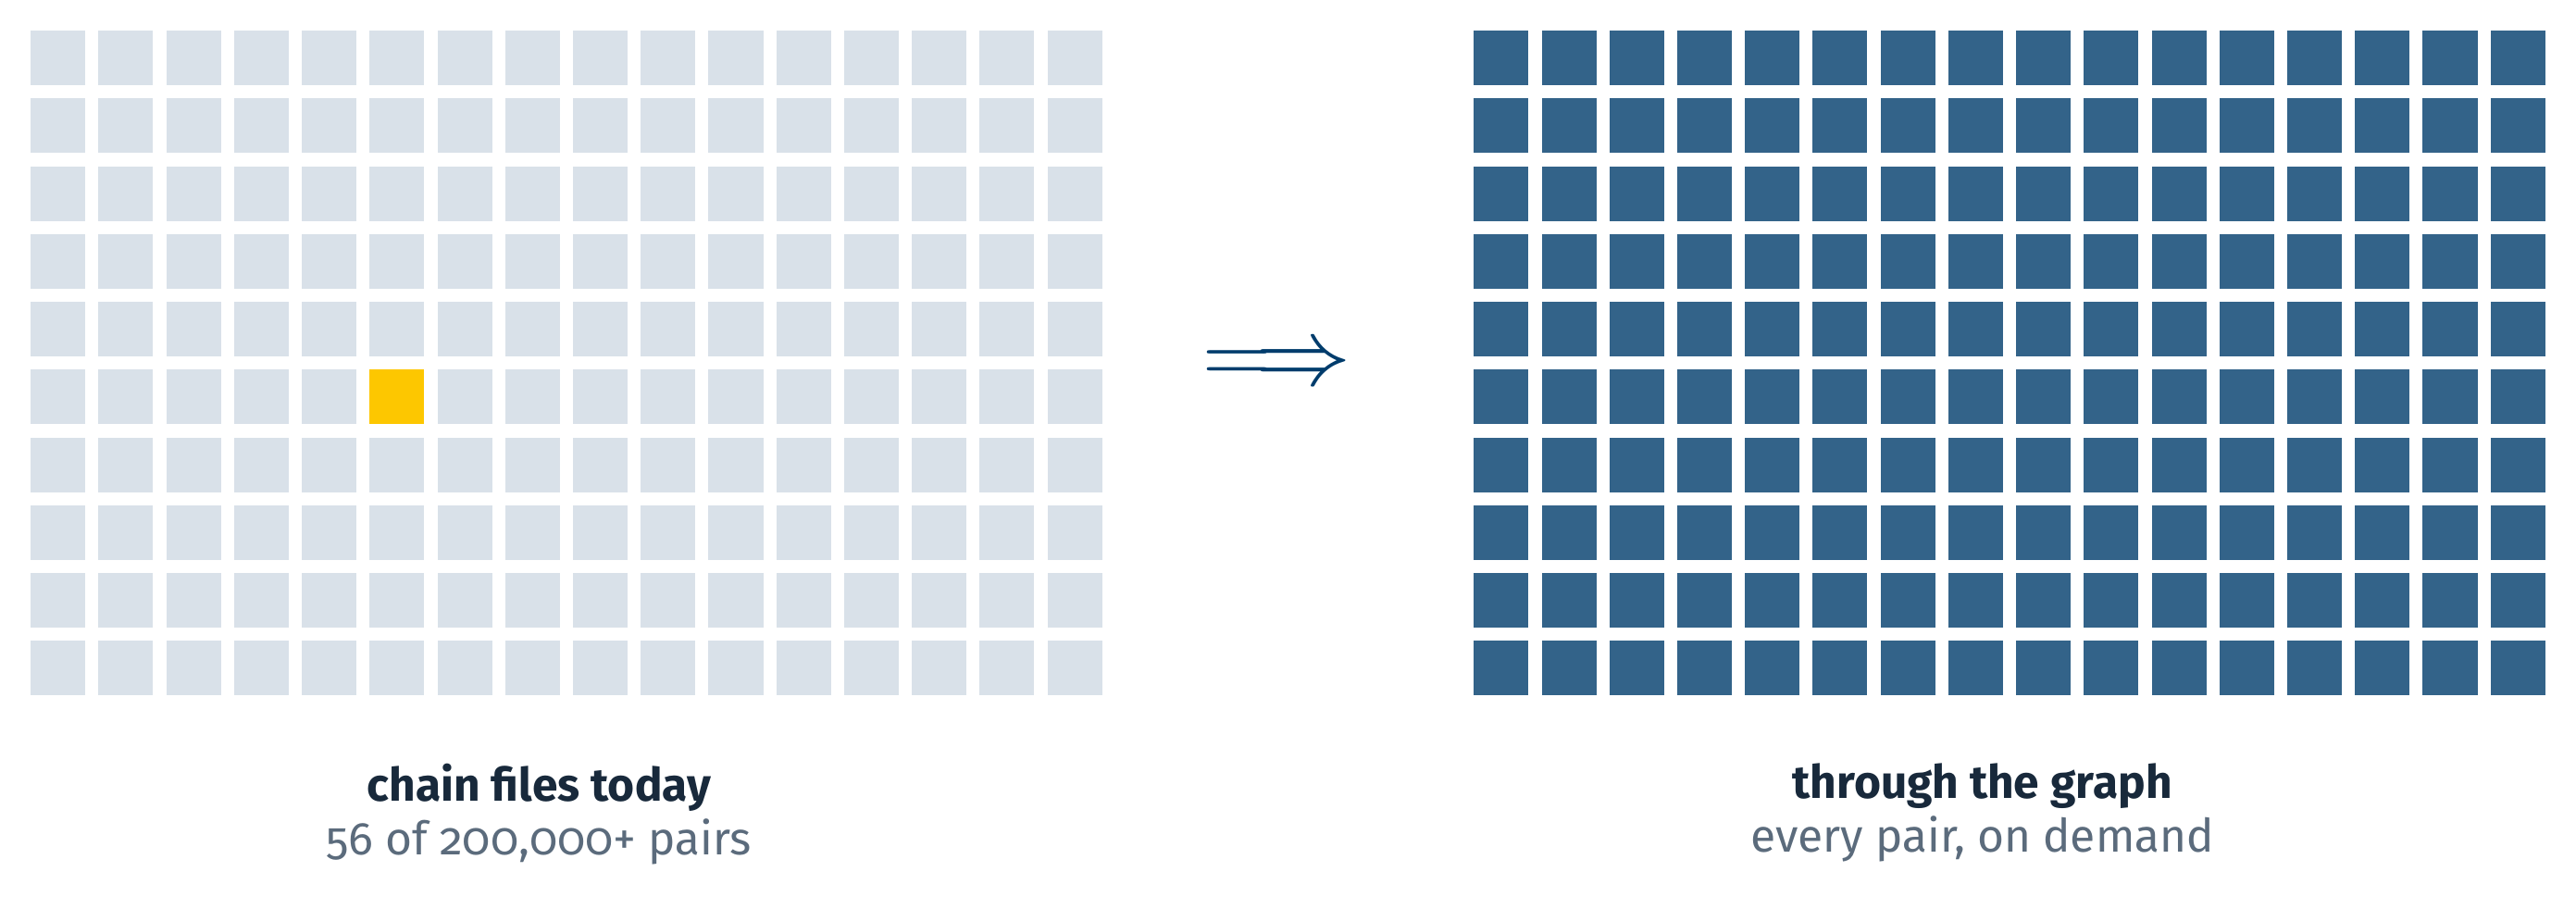 chain files today
56 of 200,000+ pairs
through the graph
every pair, on demand